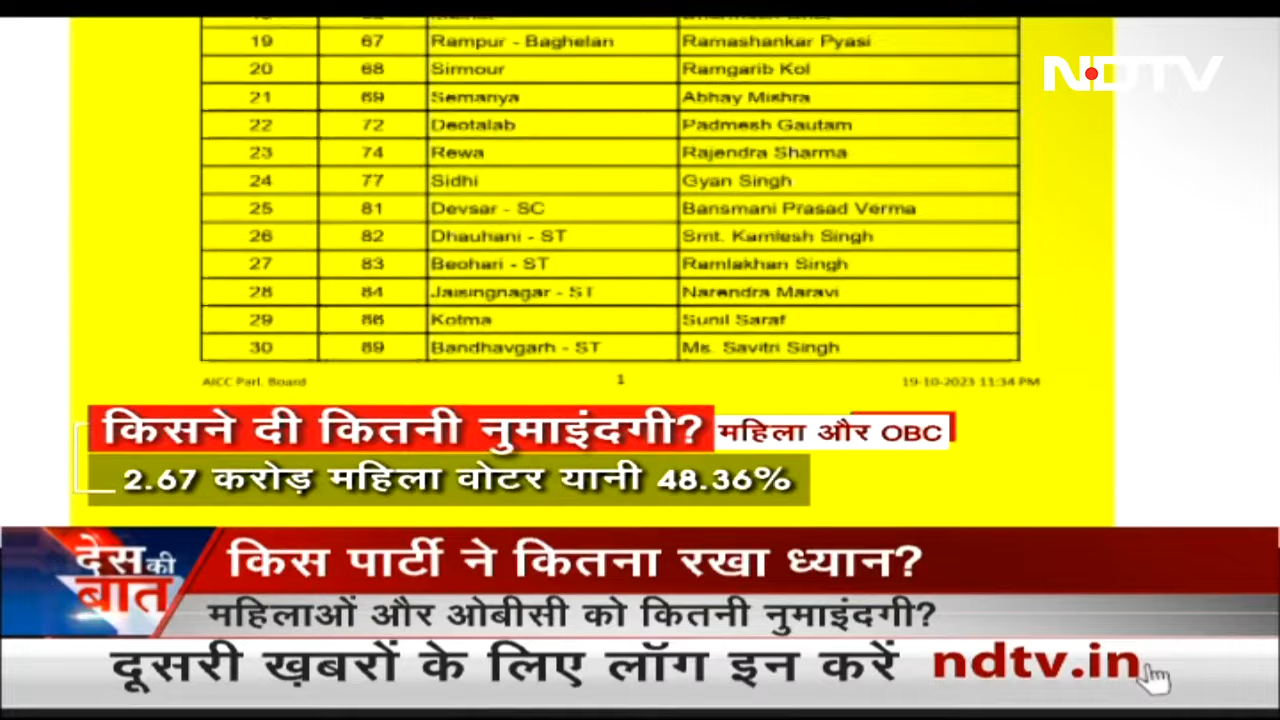 19 67 Rampur - Baghelan Ramashankar Pyasi
NDTV
20 68 Sirmour Ramgarib Kol
21 69 Semariya Abhay Mishra
22 72 Deotalab Padmesh Gautam
23 74 Rewa Rajendra Sharma
24 77 Sidhi Gyan Singh
25 81 Devsar - SC Bansmani Prasad Verma
26 82 Dhauhani - ST Smt. Kamlesh Singh
27 83 Beohari - ST Ramlakhan Singh
28 84 Jaisingnagar - ST Narendra Maravi
29 86 Kotma Sunil Saraf
30 89 Bandhavgarh - ST Ms. Savitri Singh
AICC Parl. Board 1 19-10-2023 11:34 PM
किसने दी कितनी नुमाइंदगी? महिला और OBC
2.67 करोड़ महिला वोटर यानी 48.36%
देस की बात
किस पार्टी ने कितना रखा ध्यान?
महिलाओं और ओबीसी को कितनी नुमाइंदगी?
दूसरी ख़बरों के लिए लॉग इन करें ndtv.in